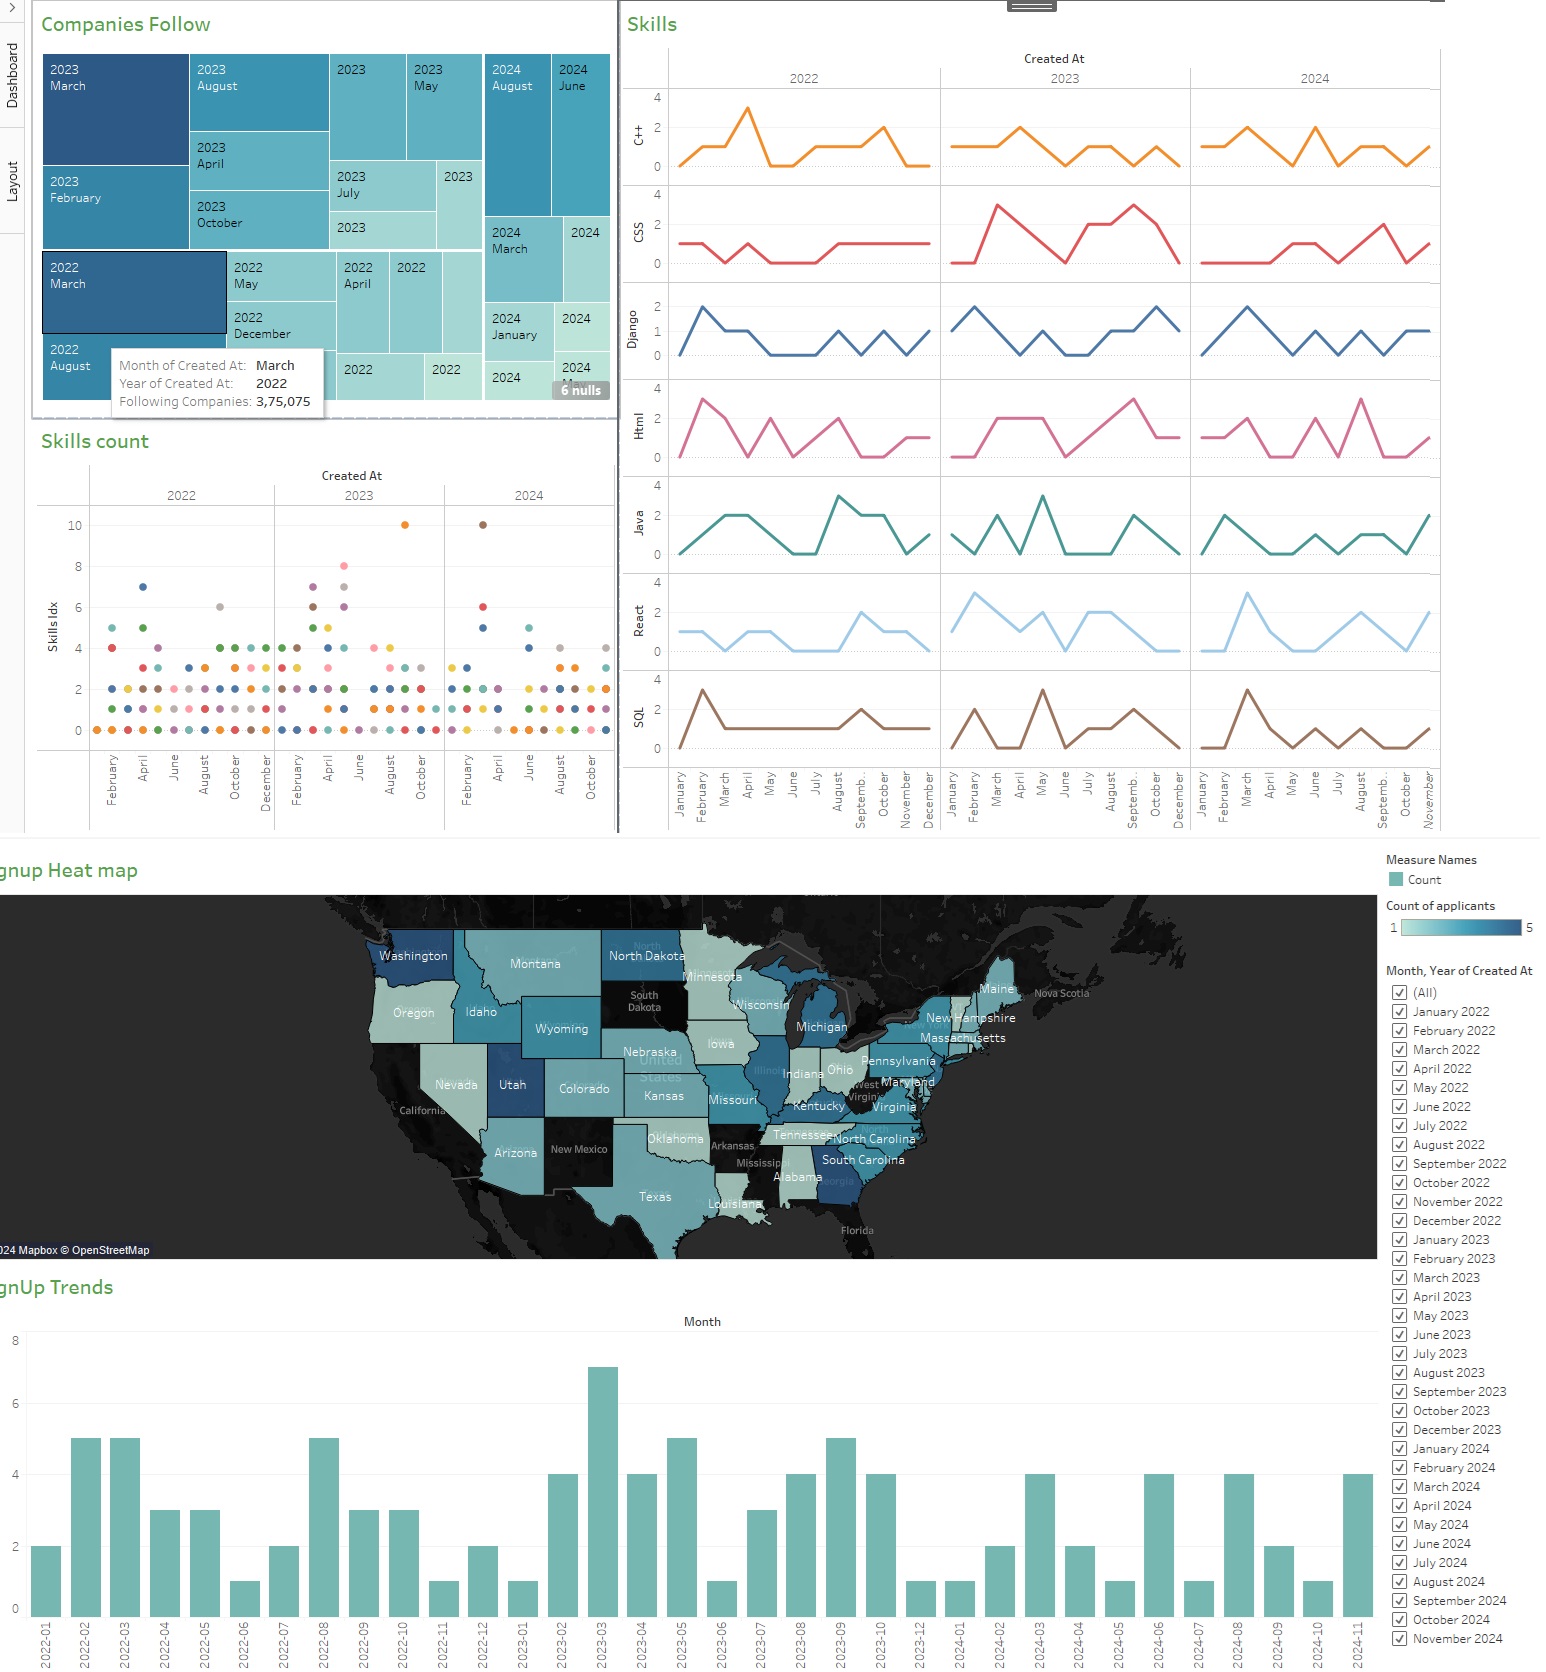 Dashboard
Layout
Companies Follow
2023
March
2023
August
2023
2023
May
2024
August
2024
June
2023
April
2023
February
2023
October
2023
July
2023
2023
2024
March
2024
2022
March
2022
May
2022
April
2022
2022
December
2024
January
2024
2022
August
2022
2022
2024
2024
6 nulls
Month of Created At: March
Year of Created At: 2022
Following Companies: 3,75,075
Skills count
Created At
2022 2023 2024
Skills Idx
10
8
6
4
2
0
February
April
June
August
October
December
February
April
June
August
October
February
April
June
August
October
Skills
Created At
2022 2023 2024
C++
4
2
0
CSS
4
2
0
Django
2
1
0
Html
4
2
0
Java
4
2
0
React
4
2
0
SQL
4
2
0
January
February
March
April
May
June
July
August
Septemb..
October
November
December
January
February
March
April
May
June
July
August
Septemb..
October
December
January
February
March
April
May
June
July
August
Septemb..
October
November
gnup Heat map
Washington
Montana
North Dakota
Minnesota
Oregon
Idaho
South
Dakota
Wisconsin
Maine
Nova Scotia
Wyoming
Michigan
New Hampshire
Massachusetts
Iowa
Nebraska
United
States
Nevada
Utah
Colorado
Kansas
Missouri
Illinois
Indiana
Ohio
Pennsylvania
Maryland
West
Virginia
Virginia
Kentucky
California
Arizona
New Mexico
Oklahoma
Arkansas
Tennessee
North Carolina
South Carolina
Mississippi
Alabama
Georgia
Texas
Louisiana
Florida
024 Mapbox © OpenStreetMap
gnUp Trends
Month
8
6
4
2
0
2022-01
2022-02
2022-03
2022-04
2022-05
2022-06
2022-07
2022-08
2022-09
2022-10
2022-11
2022-12
2023-01
2023-02
2023-03
2023-04
2023-05
2023-06
2023-07
2023-08
2023-09
2023-10
2023-12
2024-01
2024-02
2024-03
2024-04
2024-05
2024-06
2024-07
2024-08
2024-09
2024-10
2024-11
Measure Names
Count
Count of applicants
1 5
Month, Year of Created At
(All)
January 2022
February 2022
March 2022
April 2022
May 2022
June 2022
July 2022
August 2022
September 2022
October 2022
November 2022
December 2022
January 2023
February 2023
March 2023
April 2023
May 2023
June 2023
July 2023
August 2023
September 2023
October 2023
December 2023
January 2024
February 2024
March 2024
April 2024
May 2024
June 2024
July 2024
August 2024
September 2024
October 2024
November 2024